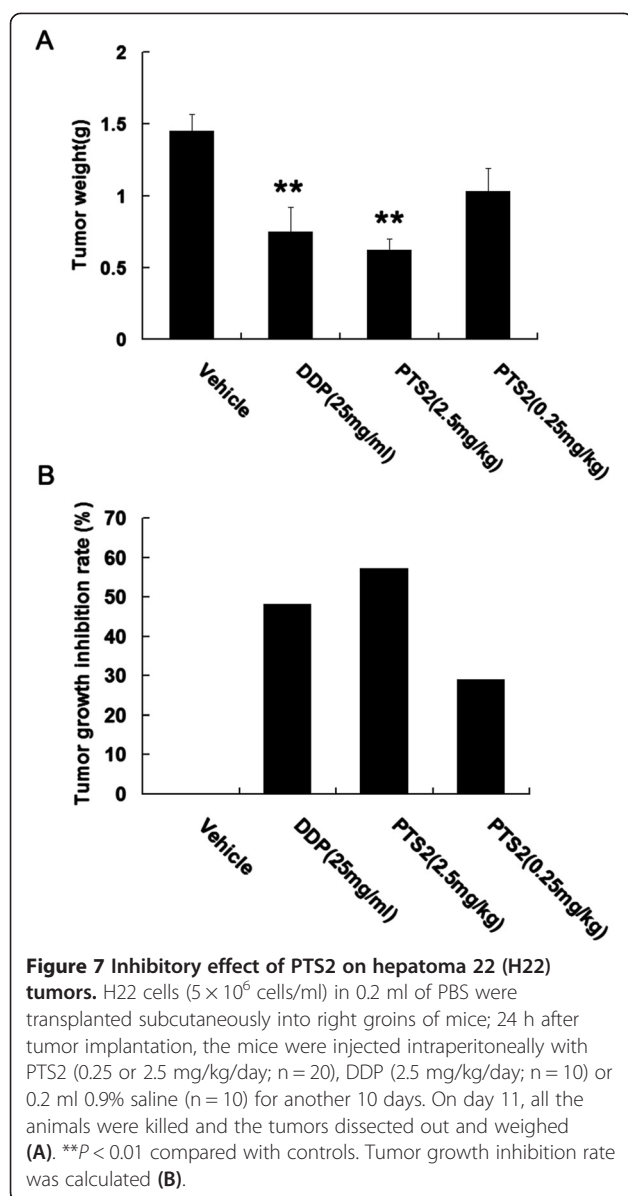 A
2
1.5
1
0.5
0
Tumor weight(g)
**
**
Vehicle
DDP(25mg/ml)
PTS2(2.5mg/kg)
PTS2(0.25mg/kg)
B
70
60
50
40
30
20
10
0
Tumor growth inhibition rate (%)
Vehicle
DDP(25mg/ml)
PTS2(2.5mg/kg)
PTS2(0.25mg/kg)
Figure 7 Inhibitory effect of PTS2 on hepatoma 22 (H22)
tumors. H22 cells (5 × 10⁶ cells/ml) in 0.2 ml of PBS were
transplanted subcutaneously into right groins of mice; 24 h after
tumor implantation, the mice were injected intraperitoneally with
PTS2 (0.25 or 2.5 mg/kg/day; n = 20), DDP (2.5 mg/kg/day; n = 10) or
0.2 ml 0.9% saline (n = 10) for another 10 days. On day 11, all the
animals were killed and the tumors dissected out and weighed
(A). **P < 0.01 compared with controls. Tumor growth inhibition rate
was calculated (B).